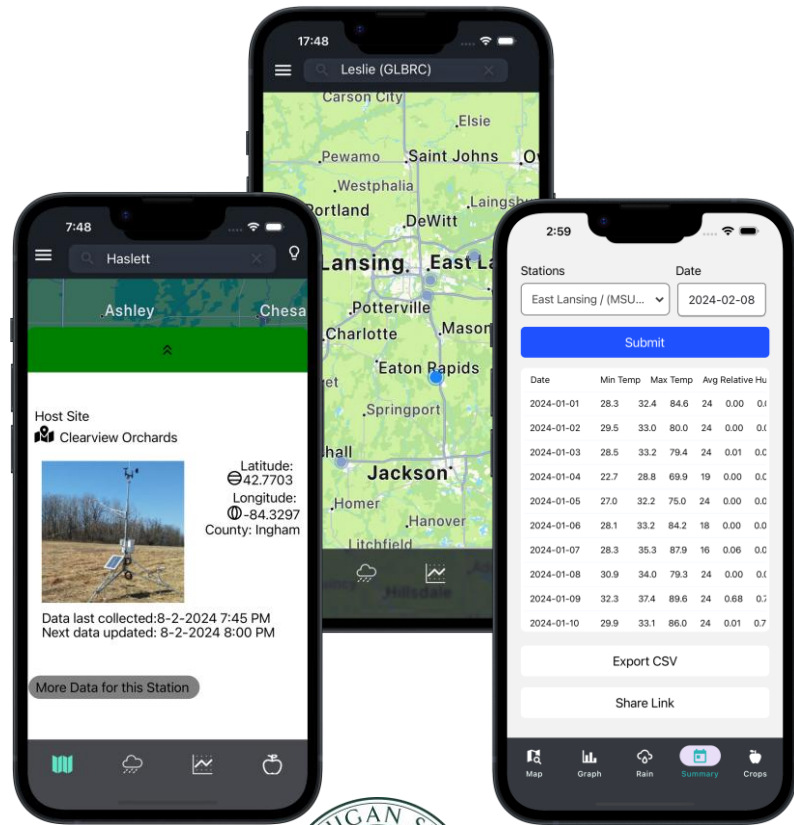 17:48
Leslie (GLBRC)
Carson City
Elsie
Pewamo
Saint Johns
Westphalia
Portland
DeWitt
Lansing
East La
Potterville
Charlotte
Mason
Eaton Rapids
Springport
Jackson
Homer
Hanover
Litchfield
Hillsdale
7:48
Haslett
Ashley
Chesa
Host Site
Clearview Orchards
Latitude:
42.7703
Longitude:
-84.3297
County: Ingham
Data last collected:8-2-2024 7:45 PM
Next data updated: 8-2-2024 8:00 PM
More Data for this Station
2:59
Stations Date
East Lansing / (MSU... 2024-02-08
Submit
Date Min Temp Max Temp Avg Relative Hu
2024-01-01 28.3 32.4 84.6 24 0.00
2024-01-02 29.5 33.0 80.0 24 0.00
2024-01-03 28.5 33.2 79.4 24 0.01
2024-01-04 22.7 28.8 69.9 19 0.00
2024-01-05 27.0 32.2 75.0 24 0.00
2024-01-06 28.1 33.2 84.2 18 0.00
2024-01-07 28.3 35.3 87.9 16 0.06
2024-01-08 30.9 34.0 79.3 24 0.00
2024-01-09 32.3 37.4 89.6 24 0.68
2024-01-10 29.9 33.1 86.0 24 0.01
Export CSV
Share Link
Map Graph Rain Summary Crops